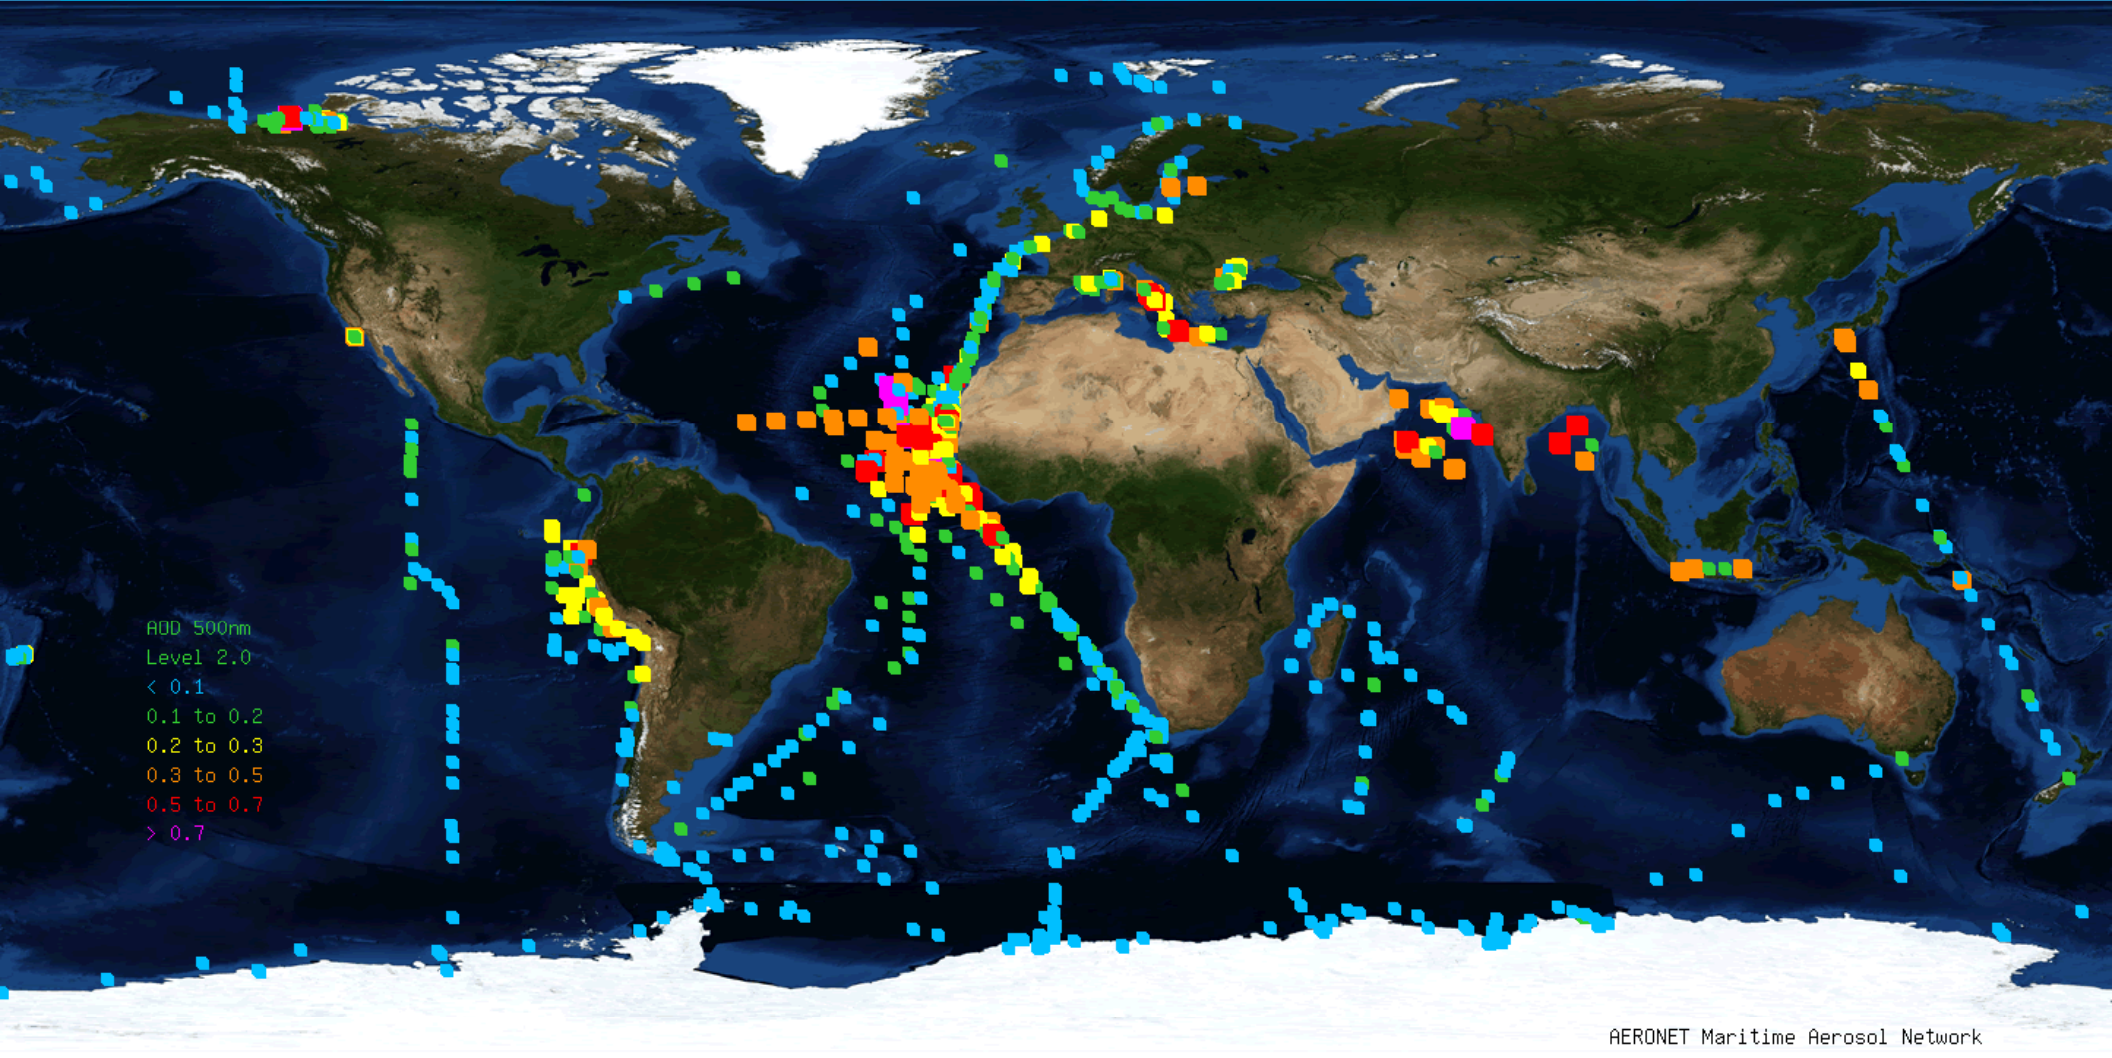 AOD 500nm
Level 2.0
< 0.1
0.1 to 0.2
0.2 to 0.3
0.3 to 0.5
0.5 to 0.7
> 0.7
AERONET Maritime Aerosol Network